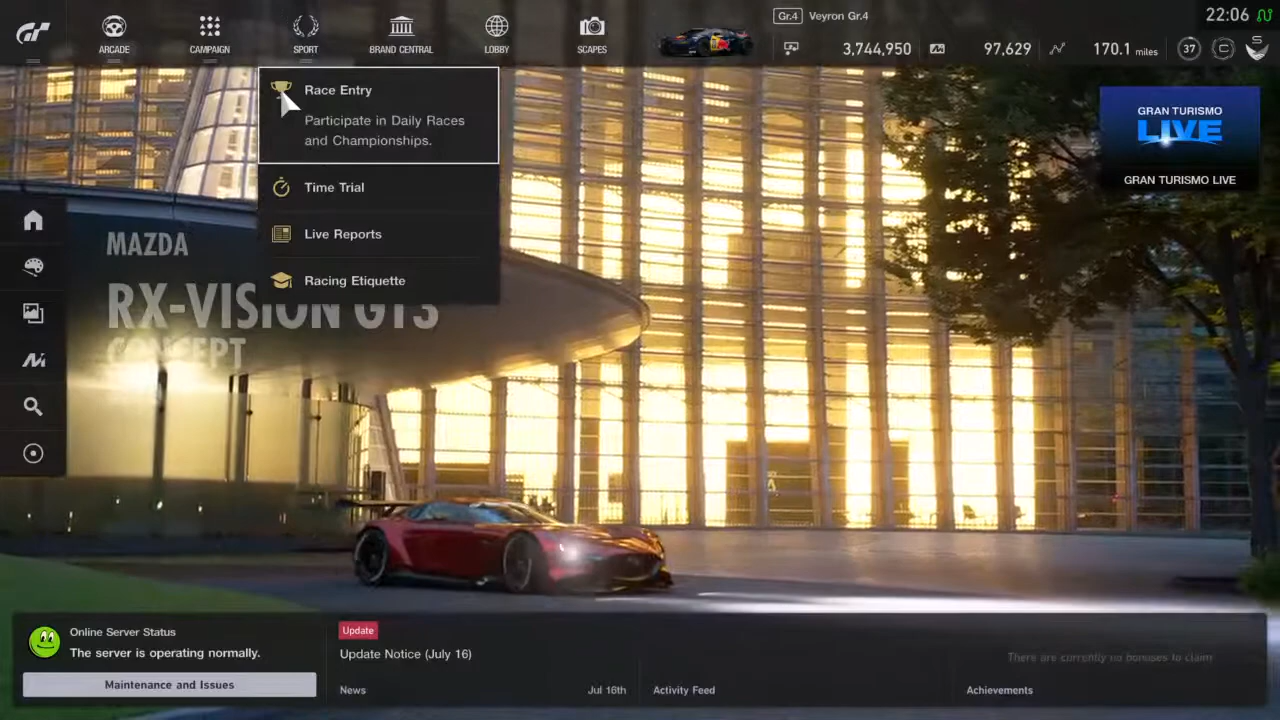 ARCADE
CAMPAIGN
SPORT
BRAND CENTRAL
LOBBY
SCAPES
Gr.4 Veyron Gr.4
3,744,950
97,629
170.1 miles
37
C
S
22:06
Race Entry
Participate in Daily Races
and Championships.
Time Trial
Live Reports
Racing Etiquette
GRAN TURISMO
LIVE
GRAN TURISMO LIVE
MAZDA
RX-VISION GT3
CONCEPT
Online Server Status
The server is operating normally.
Maintenance and Issues
Update
Update Notice (July 16)
News
Jul 16th
Activity Feed
There are currently no bonuses to claim
Achievements